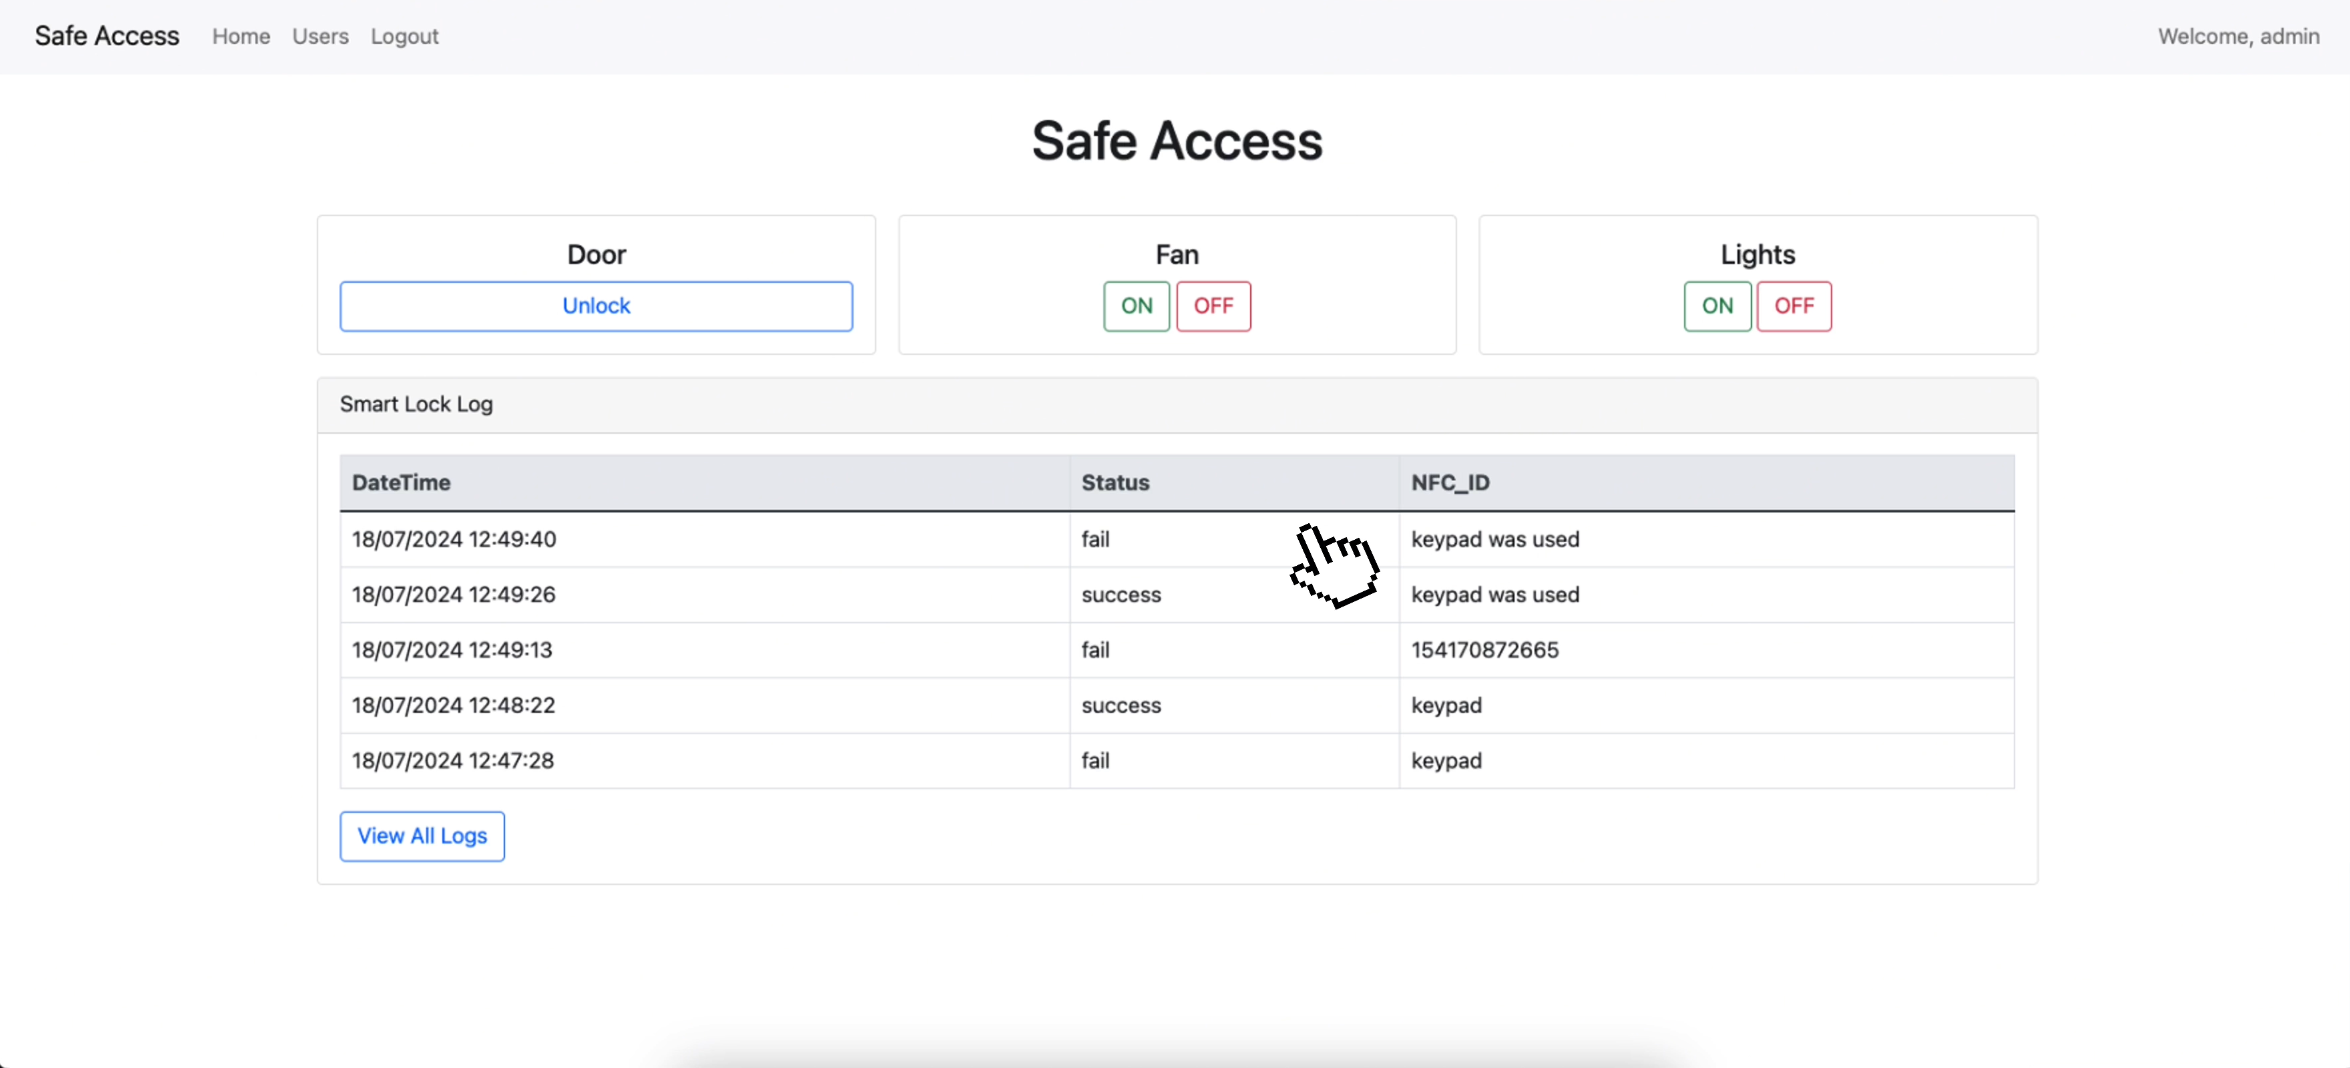 Safe Access Home Users Logout Welcome, admin
Safe Access
Door Fan Lights
Unlock ON OFF ON OFF
Smart Lock Log
DateTime Status NFC_ID
18/07/2024 12:49:40 fail keypad was used
18/07/2024 12:49:26 success keypad was used
18/07/2024 12:49:13 fail 154170872665
18/07/2024 12:48:22 success keypad
18/07/2024 12:47:28 fail keypad
View All Logs